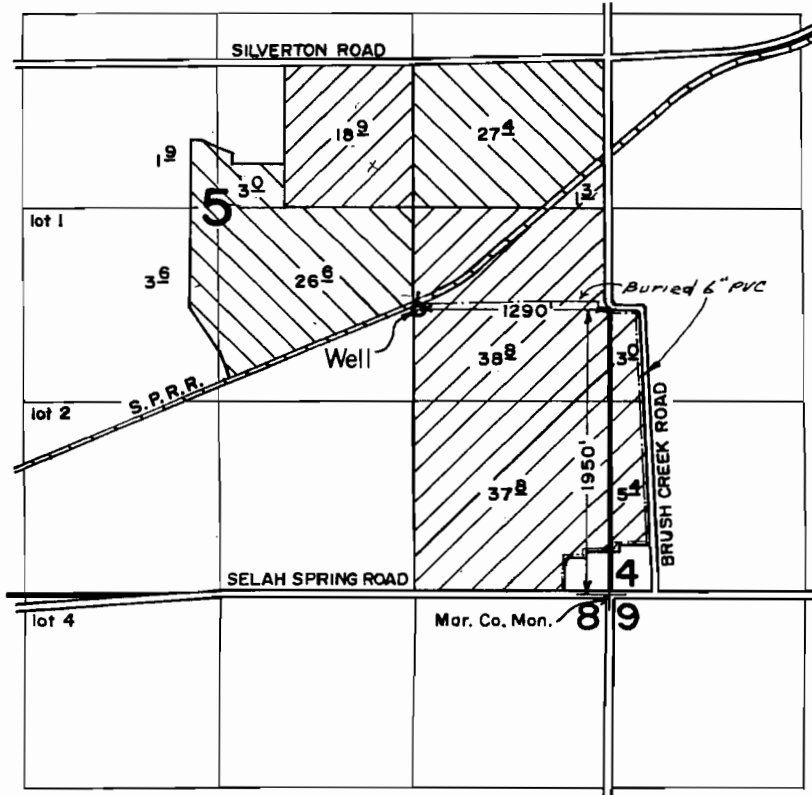 SILVERTON ROAD
18 9
27 4
1 9
3 0
1 3
5
lot 1
3 6
26 6
Buried 6" PVC
1290'
Well
38 8
3 0
S.P.R.R.
lot 2
BRUSH CREEK ROAD
1950'
37 8
5 4
SELAH SPRING ROAD
4
lot 4
Mar. Co. Mon.
8 9